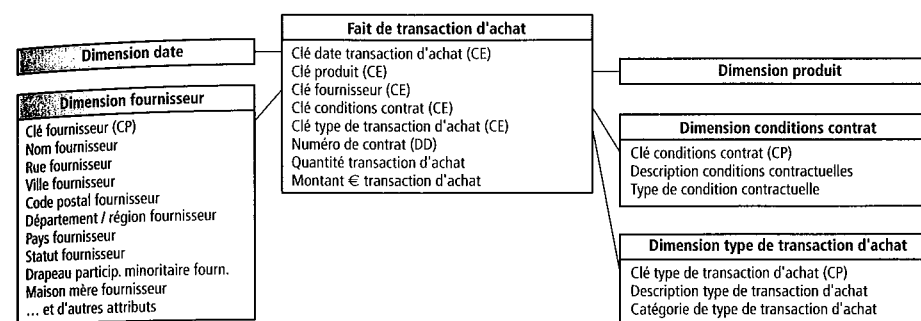 Dimension date
Dimension fournisseur
Clé fournisseur (CP)
Nom fournisseur
Rue fournisseur
Ville fournisseur
Code postal fournisseur
Département / région fournisseur
Pays fournisseur
Statut fournisseur
Drapeau particip. minoritaire fourn.
Maison mère fournisseur
... et d'autres attributs
Fait de transaction d'achat
Clé date transaction d'achat (CE)
Clé produit (CE)
Clé fournisseur (CE)
Clé conditions contrat (CE)
Clé type de transaction d'achat (CE)
Numéro de contrat (DD)
Quantité transaction d'achat
Montant € transaction d'achat
Dimension produit
Dimension conditions contrat
Clé conditions contrat (CP)
Description conditions contractuelles
Type de condition contractuelle
Dimension type de transaction d'achat
Clé type de transaction d'achat (CP)
Description type de transaction d'achat
Catégorie de type de transaction d'achat